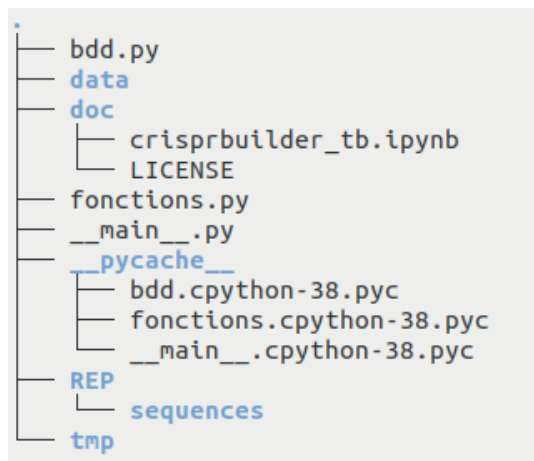 .
bdd.py
data
doc
crisprbuilder_tb.ipynb
LICENSE
fonctions.py
__main__.py
__pycache__
bdd.cpython-38.pyc
fonctions.cpython-38.pyc
__main__.cpython-38.pyc
REP
sequences
tmp